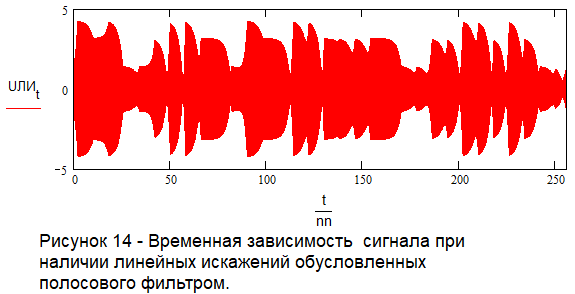 5
UЛИt
0
−5
0 50 100 150 200 250
t
nn
Рисунок 14 - Временная зависимость сигнала при
наличии линейных искажений обусловленных
полосового фильтром.